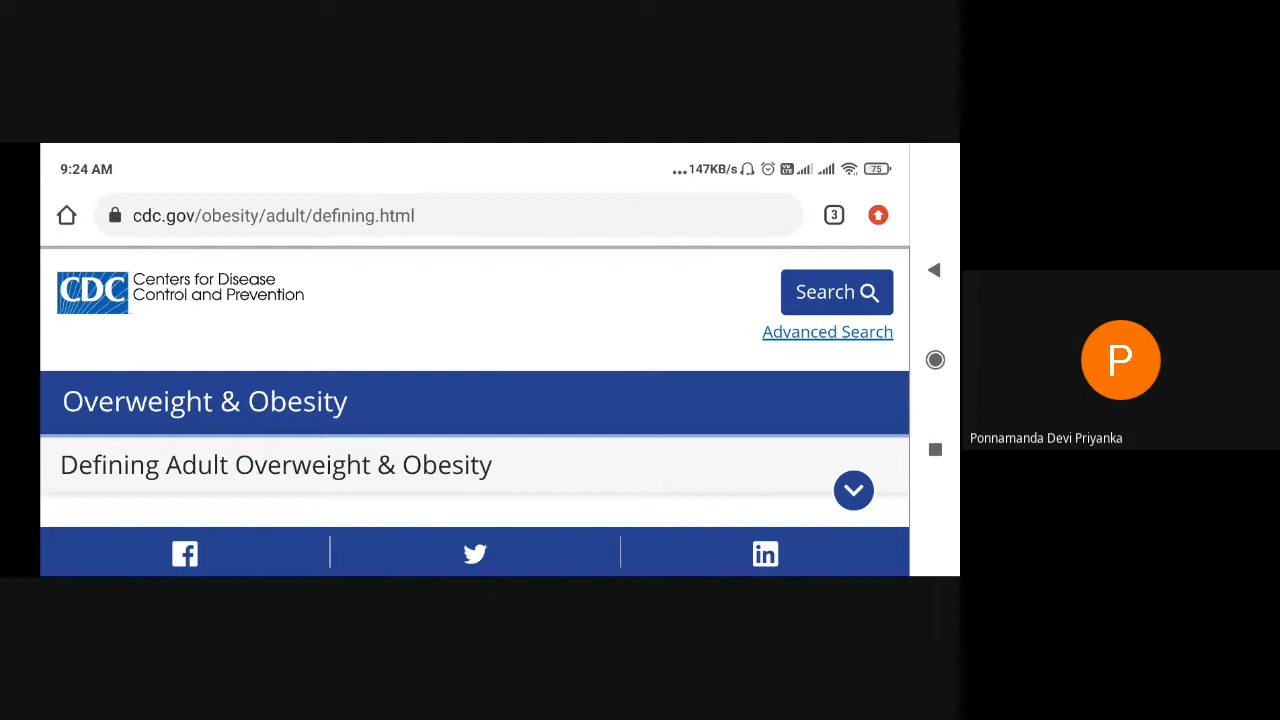 9:24 AM
...147KB/s
75
cdc.gov/obesity/adult/defining.html
3
CDC
Centers for Disease
Control and Prevention
Search
Advanced Search
Overweight & Obesity
Defining Adult Overweight & Obesity
P
Ponnamanda Devi Priyanka